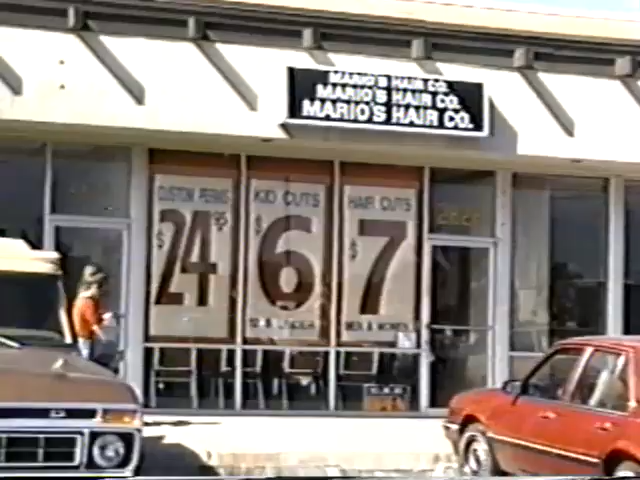 MARIO'S HAIR CO.
MARIO'S HAIR CO.
MARIO'S HAIR CO.
CUSTOM PERMS
$24.95
KID CUTS
$6
& UNDER
HAIR CUTS
$7
MEN & WOMEN